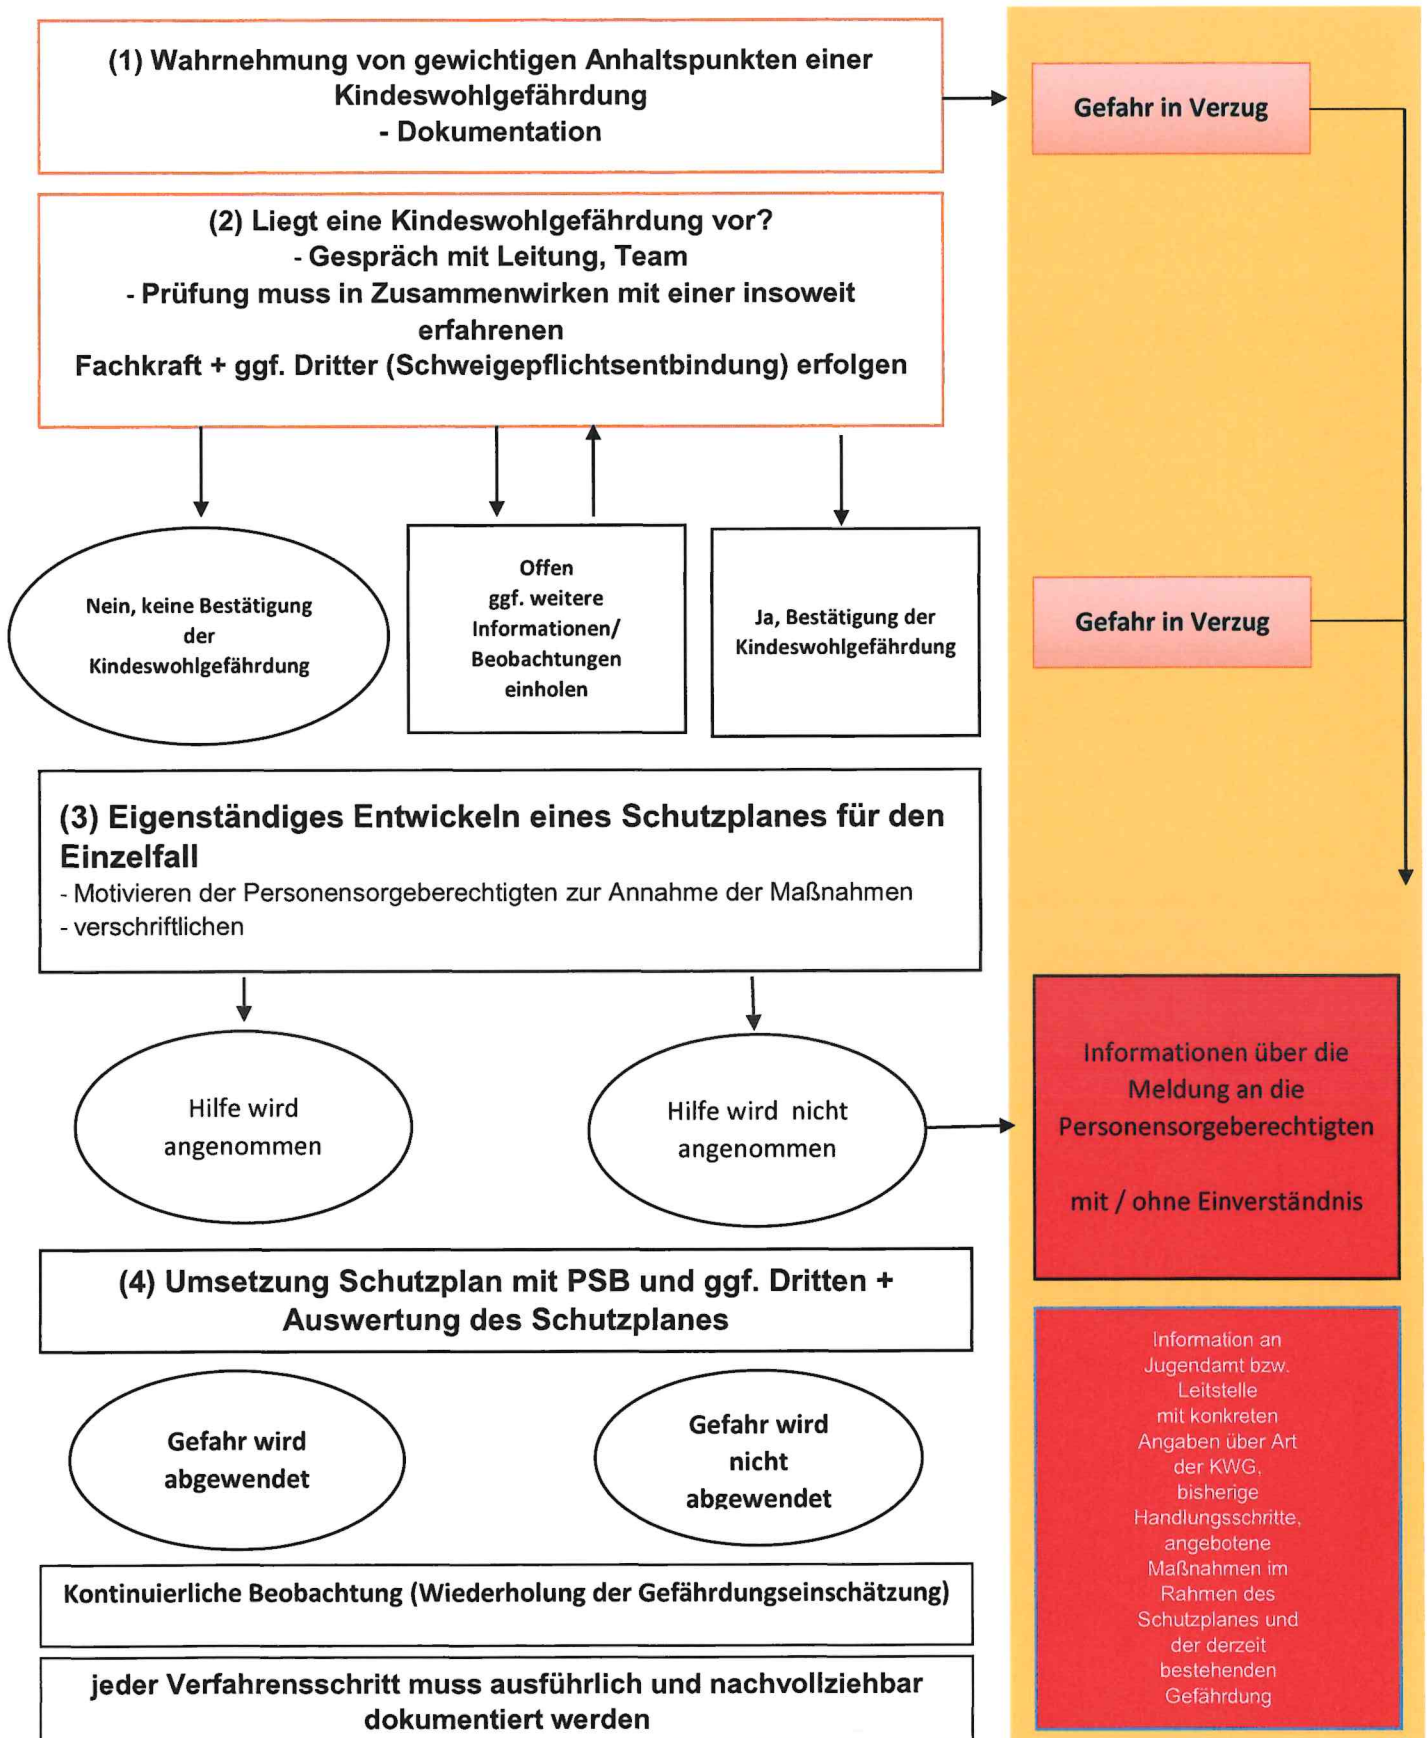 (1) Wahrnehmung von gewichtigen Anhaltspunkten einer
Kindeswohlgefährdung
- Dokumentation
Gefahr in Verzug
(2) Liegt eine Kindeswohlgefährdung vor?
- Gespräch mit Leitung, Team
- Prüfung muss in Zusammenwirken mit einer insoweit
erfahrenen
Fachkraft + ggf. Dritter (Schweigepflichtsentbindung) erfolgen
Nein, keine Bestätigung
der
Kindeswohlgefährdung
Offen
ggf. weitere
Informationen/
Beobachtungen
einholen
Ja, Bestätigung der
Kindeswohlgefährdung
Gefahr in Verzug
(3) Eigenständiges Entwickeln eines Schutzplanes für den
Einzelfall
- Motivieren der Personensorgeberechtigten zur Annahme der Maßnahmen
- verschriftlichen
Hilfe wird
angenommen
Hilfe wird nicht
angenommen
Informationen über die
Meldung an die
Personensorgeberechtigten
mit / ohne Einverständnis
(4) Umsetzung Schutzplan mit PSB und ggf. Dritten +
Auswertung des Schutzplanes
Gefahr wird
abgewendet
Gefahr wird
nicht
abgewendet
Information an
Jugendamt bzw.
Leitstelle
mit konkreten
Angaben über Art
der KWG,
bisherige
Handlungsschritte,
angebotene
Maßnahmen im
Rahmen des
Schutzplanes und
der derzeit
bestehenden
Gefährdung
Kontinuierliche Beobachtung (Wiederholung der Gefährdungseinschätzung)
jeder Verfahrensschritt muss ausführlich und nachvollziehbar
dokumentiert werden